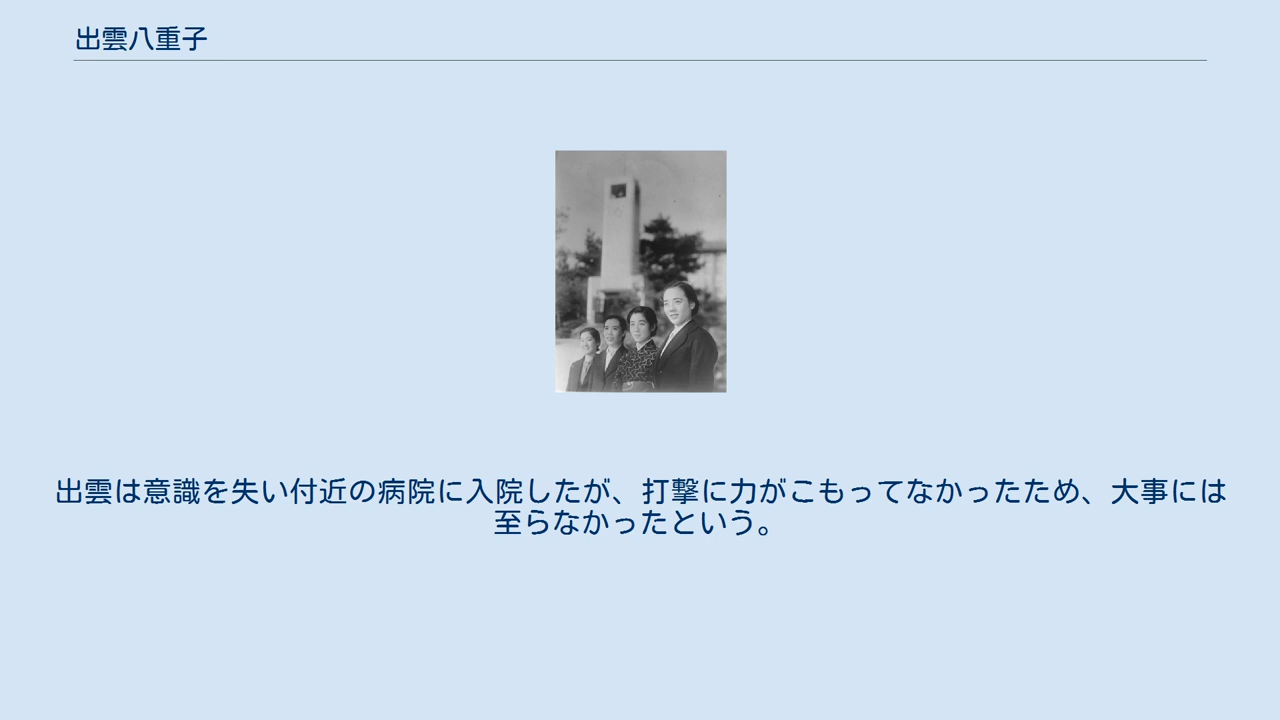 出雲八重子
出雲は意識を失い付近の病院に入院したが、打撃に力がこもってなかったため、大事には
至らなかったという。